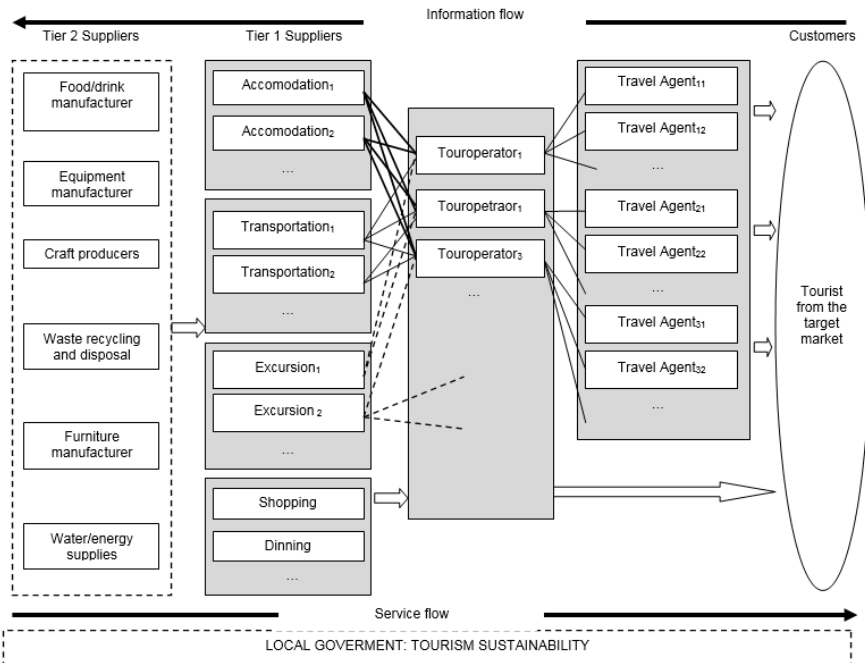 Information flow
Tier 2 Suppliers
Tier 1 Suppliers
Customers
Food/drink
manufacturer
Equipment
manufacturer
Craft producers
Waste recycling
and disposal
Furniture
manufacturer
Water/energy
supplies
Accomodation₁
Accomodation₂
...
Transportation₁
Transportation₂
...
Excursion₁
Excursion ₂
...
Shopping
Dinning
...
Touroperator₁
Touropetraor₁
Touroperator₃
...
Travel Agent₁₁
Travel Agent₁₂
...
Travel Agent₂₁
Travel Agent₂₂
...
Travel Agent₃₁
Travel Agent₃₂
...
Tourist
from the
target
market
Service flow
LOCAL GOVERMENT: TOURISM SUSTAINABILITY